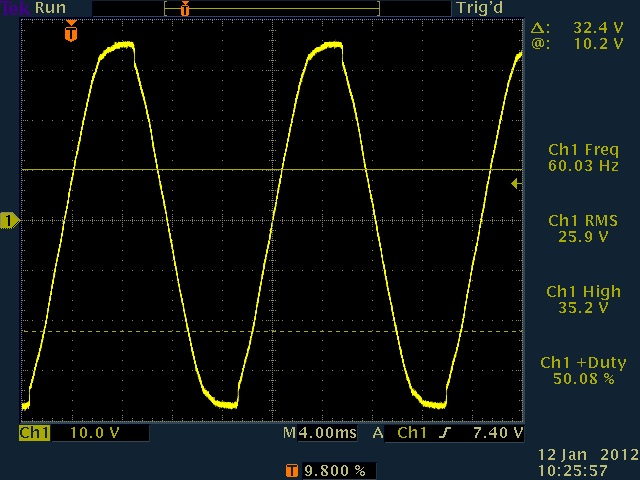 Tek Run Trig'd
T
T
Δ: 32.4 V
@: 10.2 V
Ch1 Freq
60.03 Hz
1
Ch1 RMS
25.9 V
Ch1 High
35.2 V
Ch1 +Duty
50.08 %
Ch1 10.0 V M 4.00ms A Ch1 ∫ 7.40 V
T 9.800 %
12 Jan 2012
10:25:57